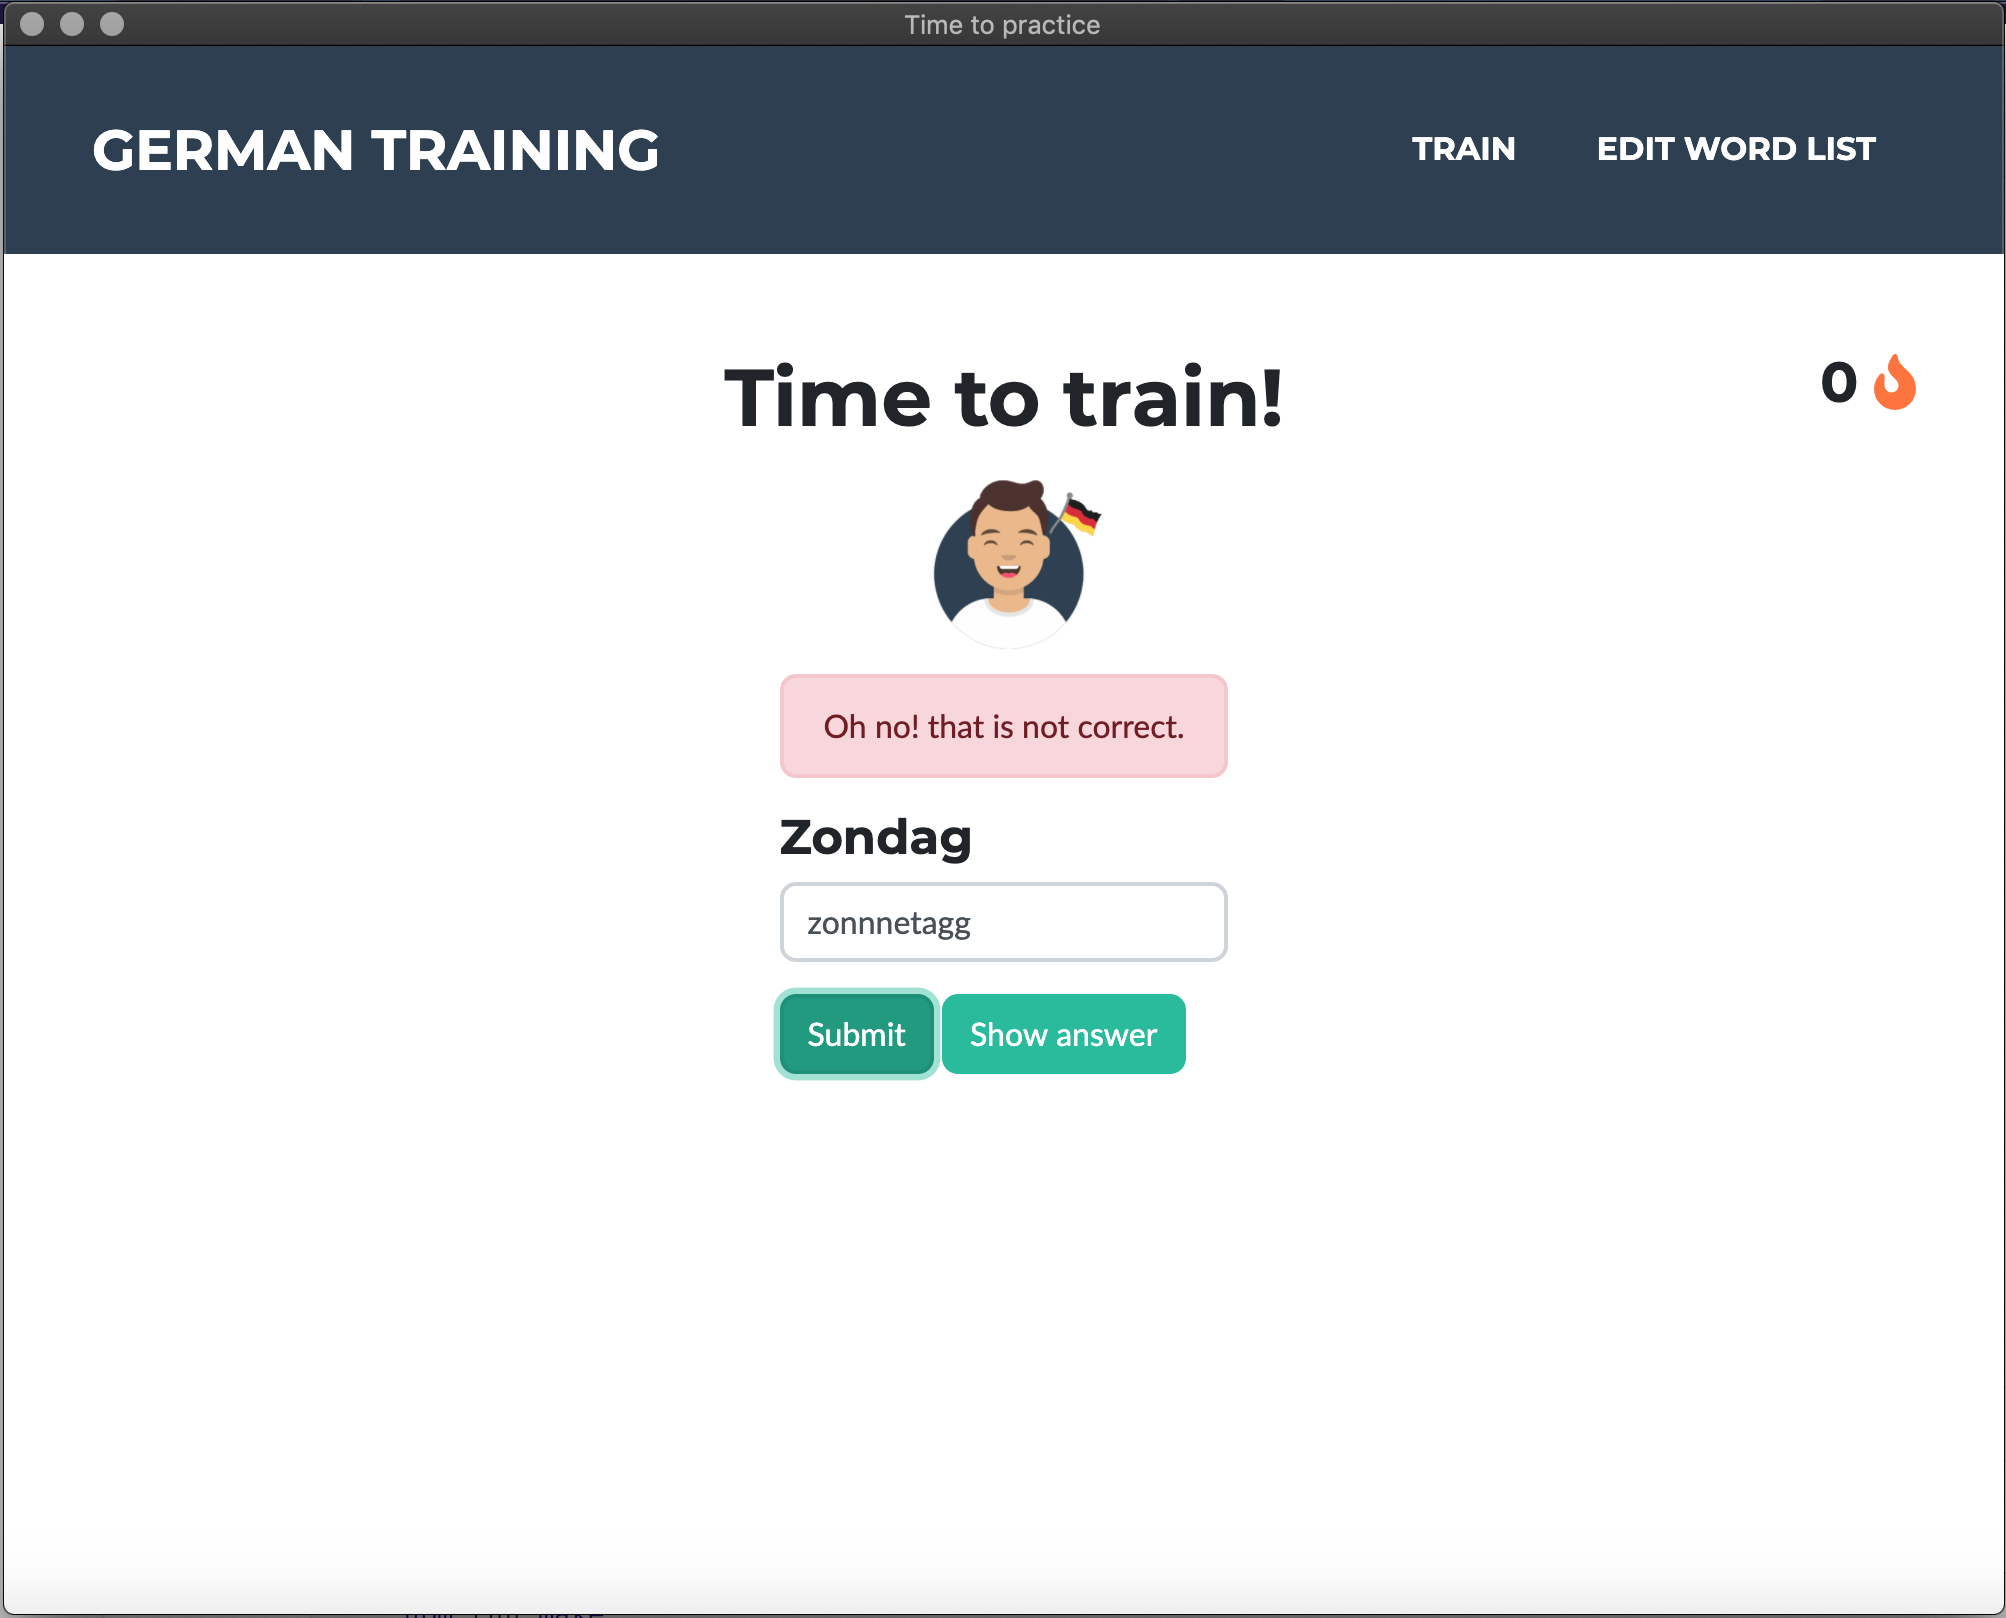 Time to practice
GERMAN TRAINING
TRAIN
EDIT WORD LIST
Time to train!
0
Oh no! that is not correct.
Zondag
zonnnetagg
Submit
Show answer